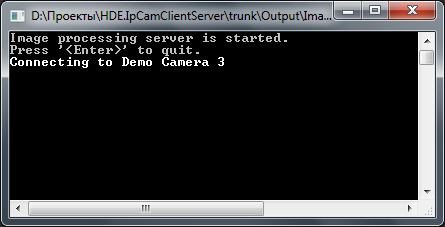 D:\Проекты\HDE.IpCamClientServer\trunk\Output\Ima...
Image processing server is started.
Press '<Enter>' to quit.
Connecting to Demo Camera 3